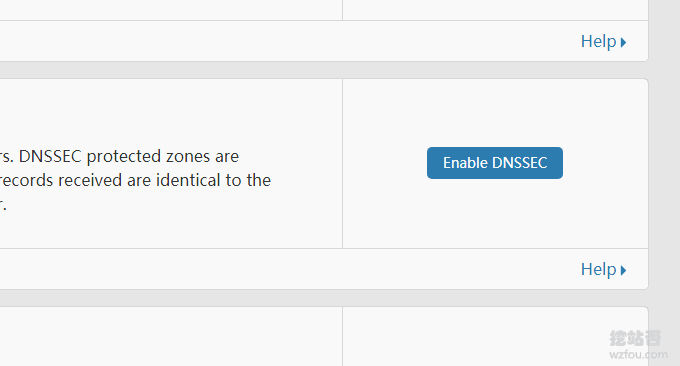 Help
rs. DNSSEC protected zones are
records received are identical to the
r.
Enable DNSSEC
Help
挖站否
wzfou.com